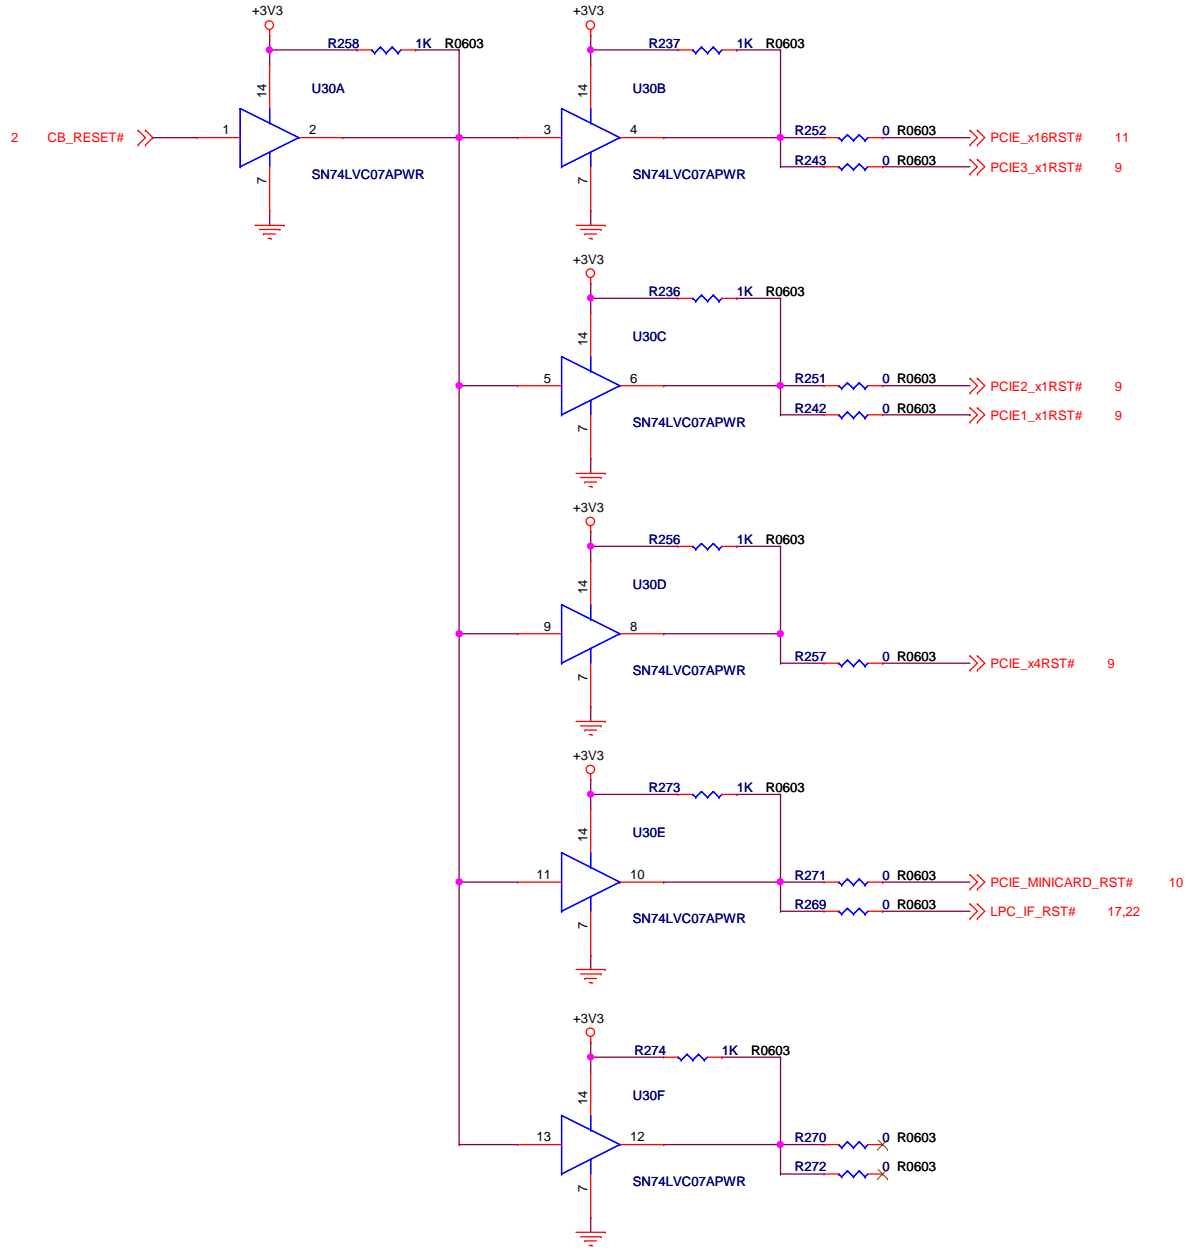 +3V3 +3V3
R258 1K R0603 R237 1K R0603
14 U30A 14 U30B
2 CB_RESET# 1 2 3 4 R252 0 R0603 PCIE_x16RST# 11
R243 0 R0603 PCIE3_x1RST# 9
7 SN74LVC07APWR 7 SN74LVC07APWR
+3V3
R236 1K R0603
14 U30C
5 6 R251 0 R0603 PCIE2_x1RST# 9
R242 0 R0603 PCIE1_x1RST# 9
7 SN74LVC07APWR
+3V3
R256 1K R0603
14 U30D
9 8
R257 0 R0603 PCIE_x4RST# 9
7 SN74LVC07APWR
+3V3
R273 1K R0603
14 U30E
11 10 R271 0 R0603 PCIE_MINICARD_RST# 10
R269 0 R0603 LPC_IF_RST# 17,22
7 SN74LVC07APWR
+3V3
R274 1K R0603
14 U30F
13 12 R270 0 R0603
R272 0 R0603
7 SN74LVC07APWR